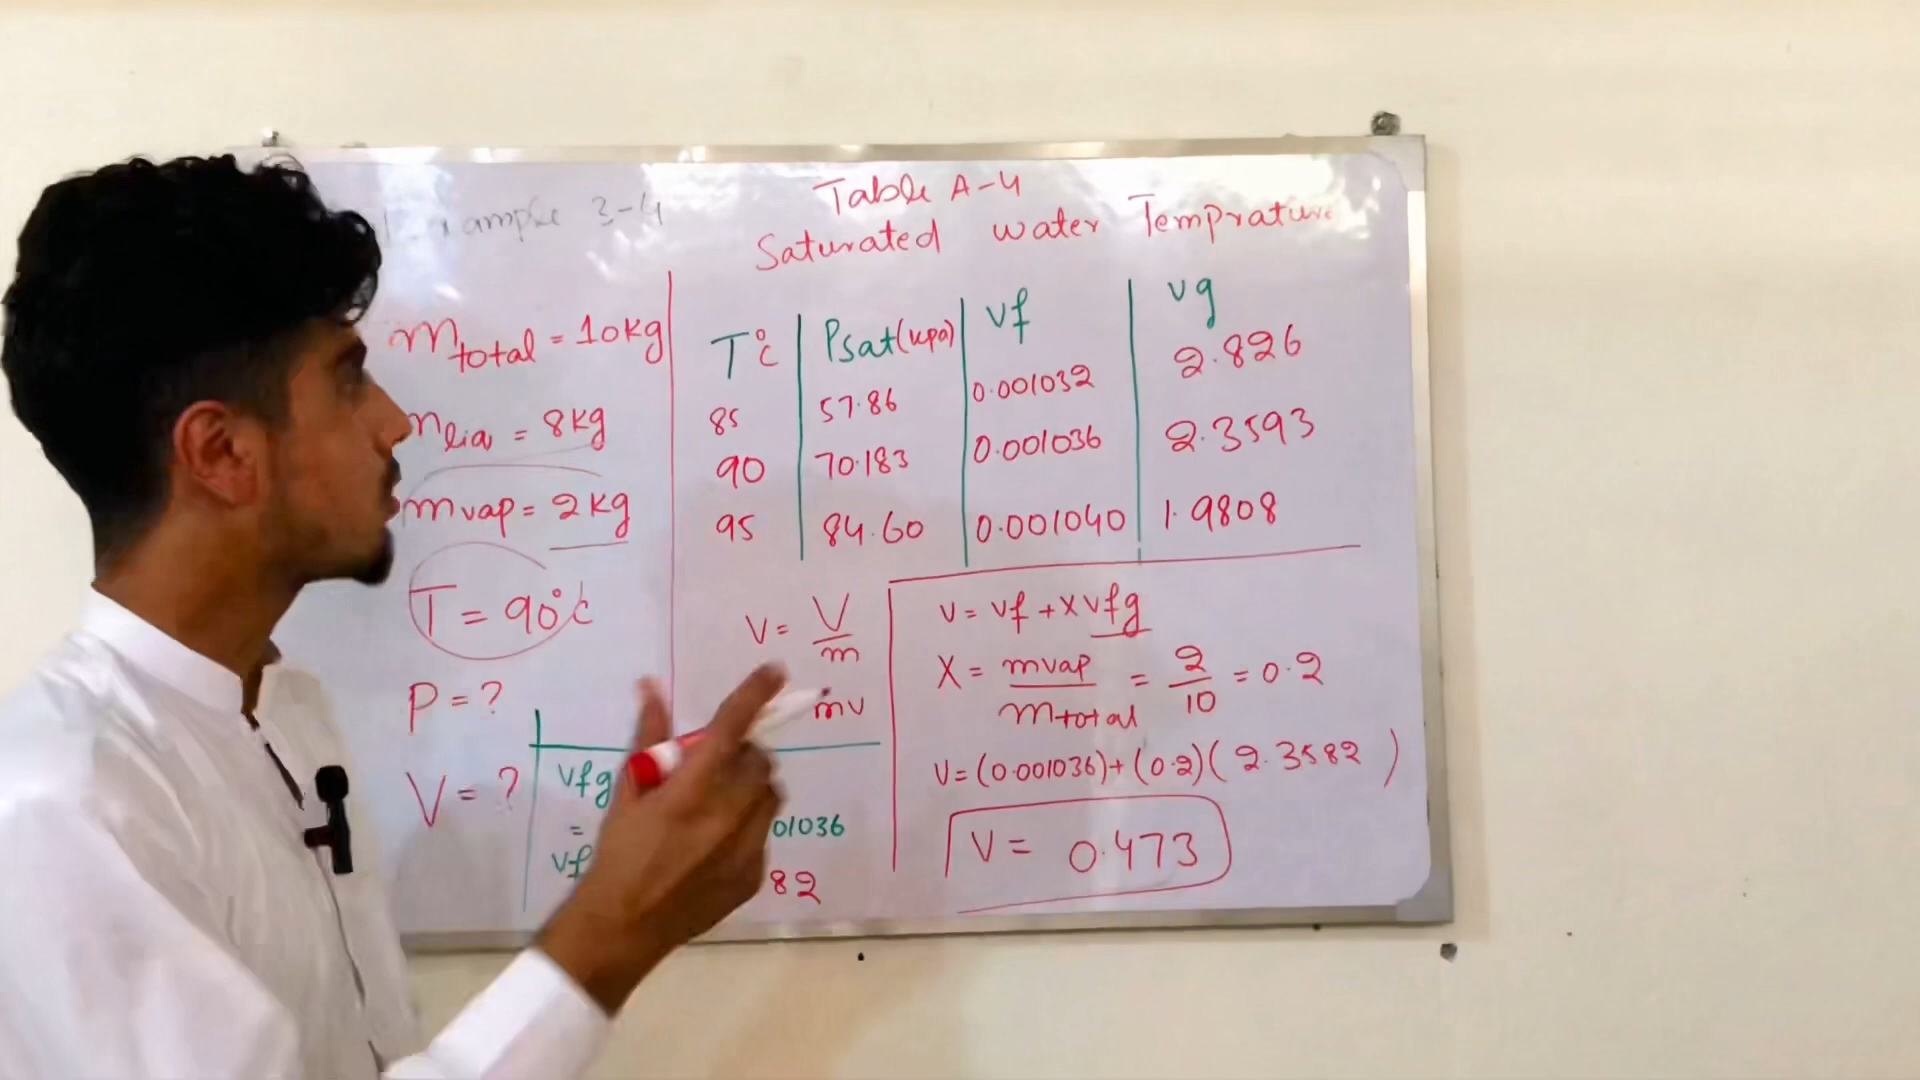 Example 3-4
Table A-4
Saturated water Temprature
m total = 10kg
m liq = 8kg
m vap = 2kg
T = 90°C
P = ?
V = ?
T°C Psat(kpa) vf vg
85 57.86 0.001032 2.826
90 70.183 0.001036 2.3593
95 84.60 0.001040 1.9808
v = V/m
mv
vfg
=
vf
01036
82
v = vf + x vfg
X = mvap/mtotal = 2/10 = 0.2
v = (0.001036) + (0.2)(2.3582)
v = 0.473